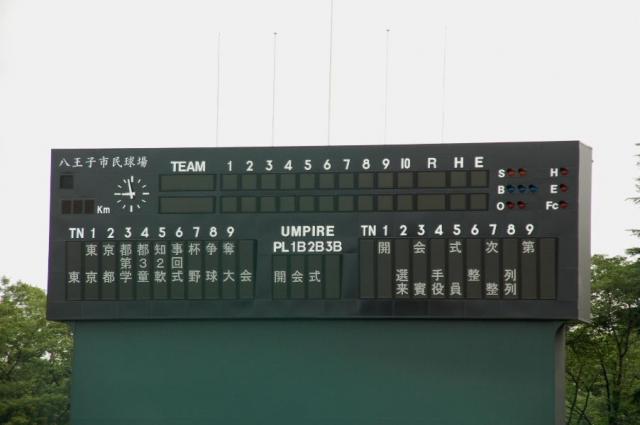 八王子市民球場
TEAM 1 2 3 4 5 6 7 8 9 10 R H E
S H
B E
O Fc
Km
TN 1 2 3 4 5 6 7 8 9
東京都都知事杯争奪
第32回
東京都学童軟式野球大会
UMPIRE
PL 1B 2B 3B
開会式
TN 1 2 3 4 5 6 7 8 9
開会式次第
選手整列
来賓役員整列